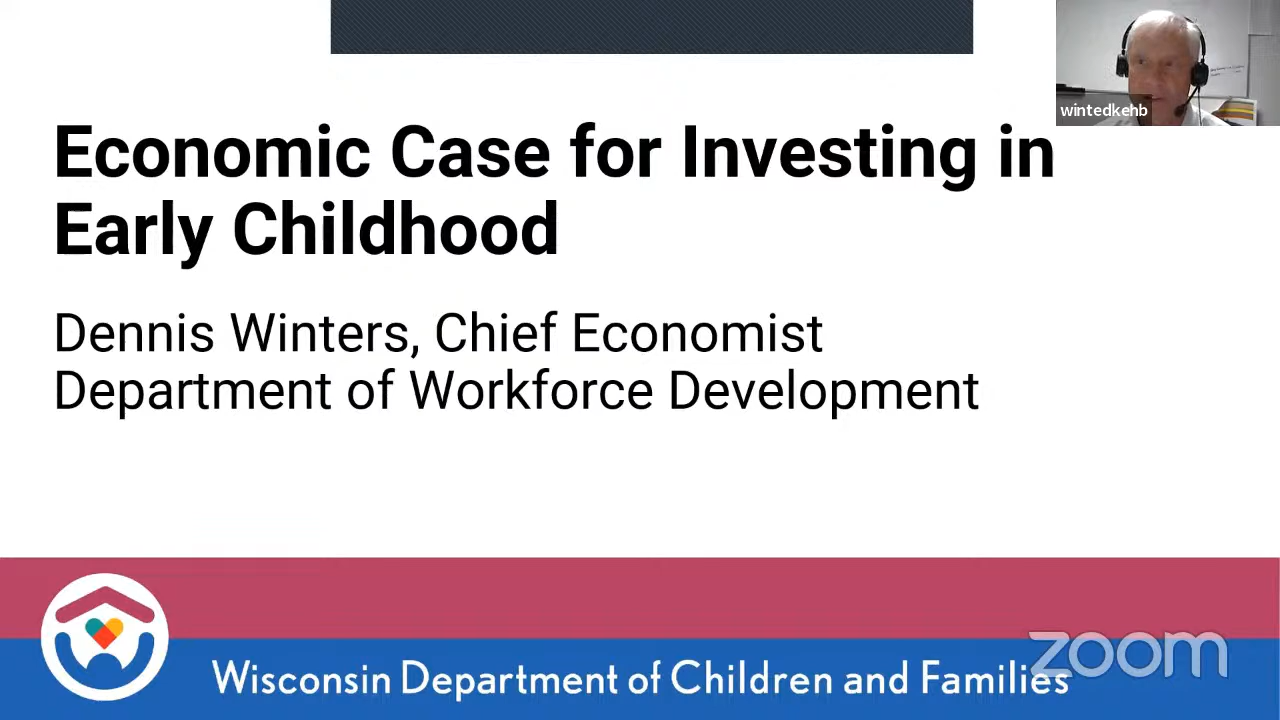 wintedkehb
Economic Case for Investing in
Early Childhood
Dennis Winters, Chief Economist
Department of Workforce Development
zoom
Wisconsin Department of Children and Families